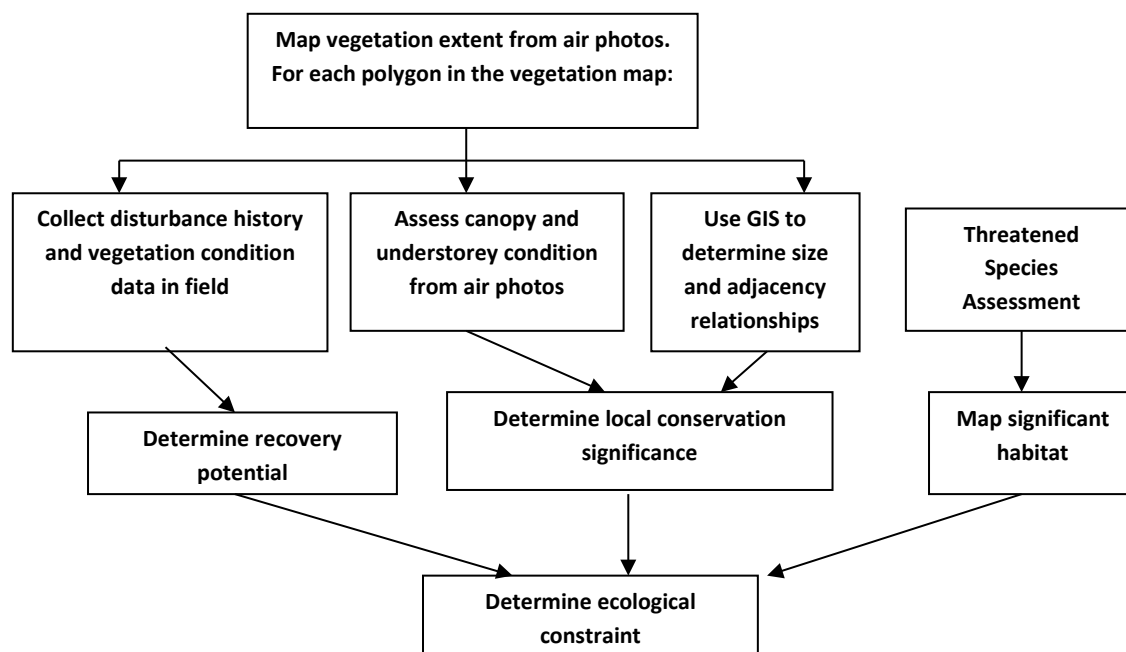 Map vegetation extent from air photos.
For each polygon in the vegetation map:
Collect disturbance history
and vegetation condition
data in field
Assess canopy and
understorey condition
from air photos
Use GIS to
determine size
and adjacency
relationships
Threatened
Species
Assessment
Determine recovery
potential
Determine local conservation
significance
Map significant
habitat
Determine ecological
constraint